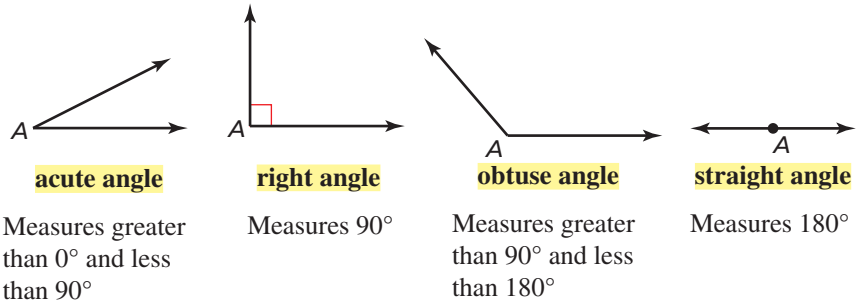 A
A
A
A
acute angle
right angle
obtuse angle
straight angle
Measures greater
than 0° and less
than 90°
Measures 90°
Measures greater
than 90° and less
than 180°
Measures 180°